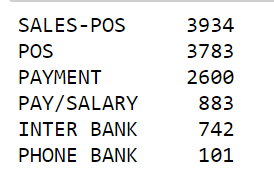 SALES-POS 3934
POS 3783
PAYMENT 2600
PAY/SALARY 883
INTER BANK 742
PHONE BANK 101